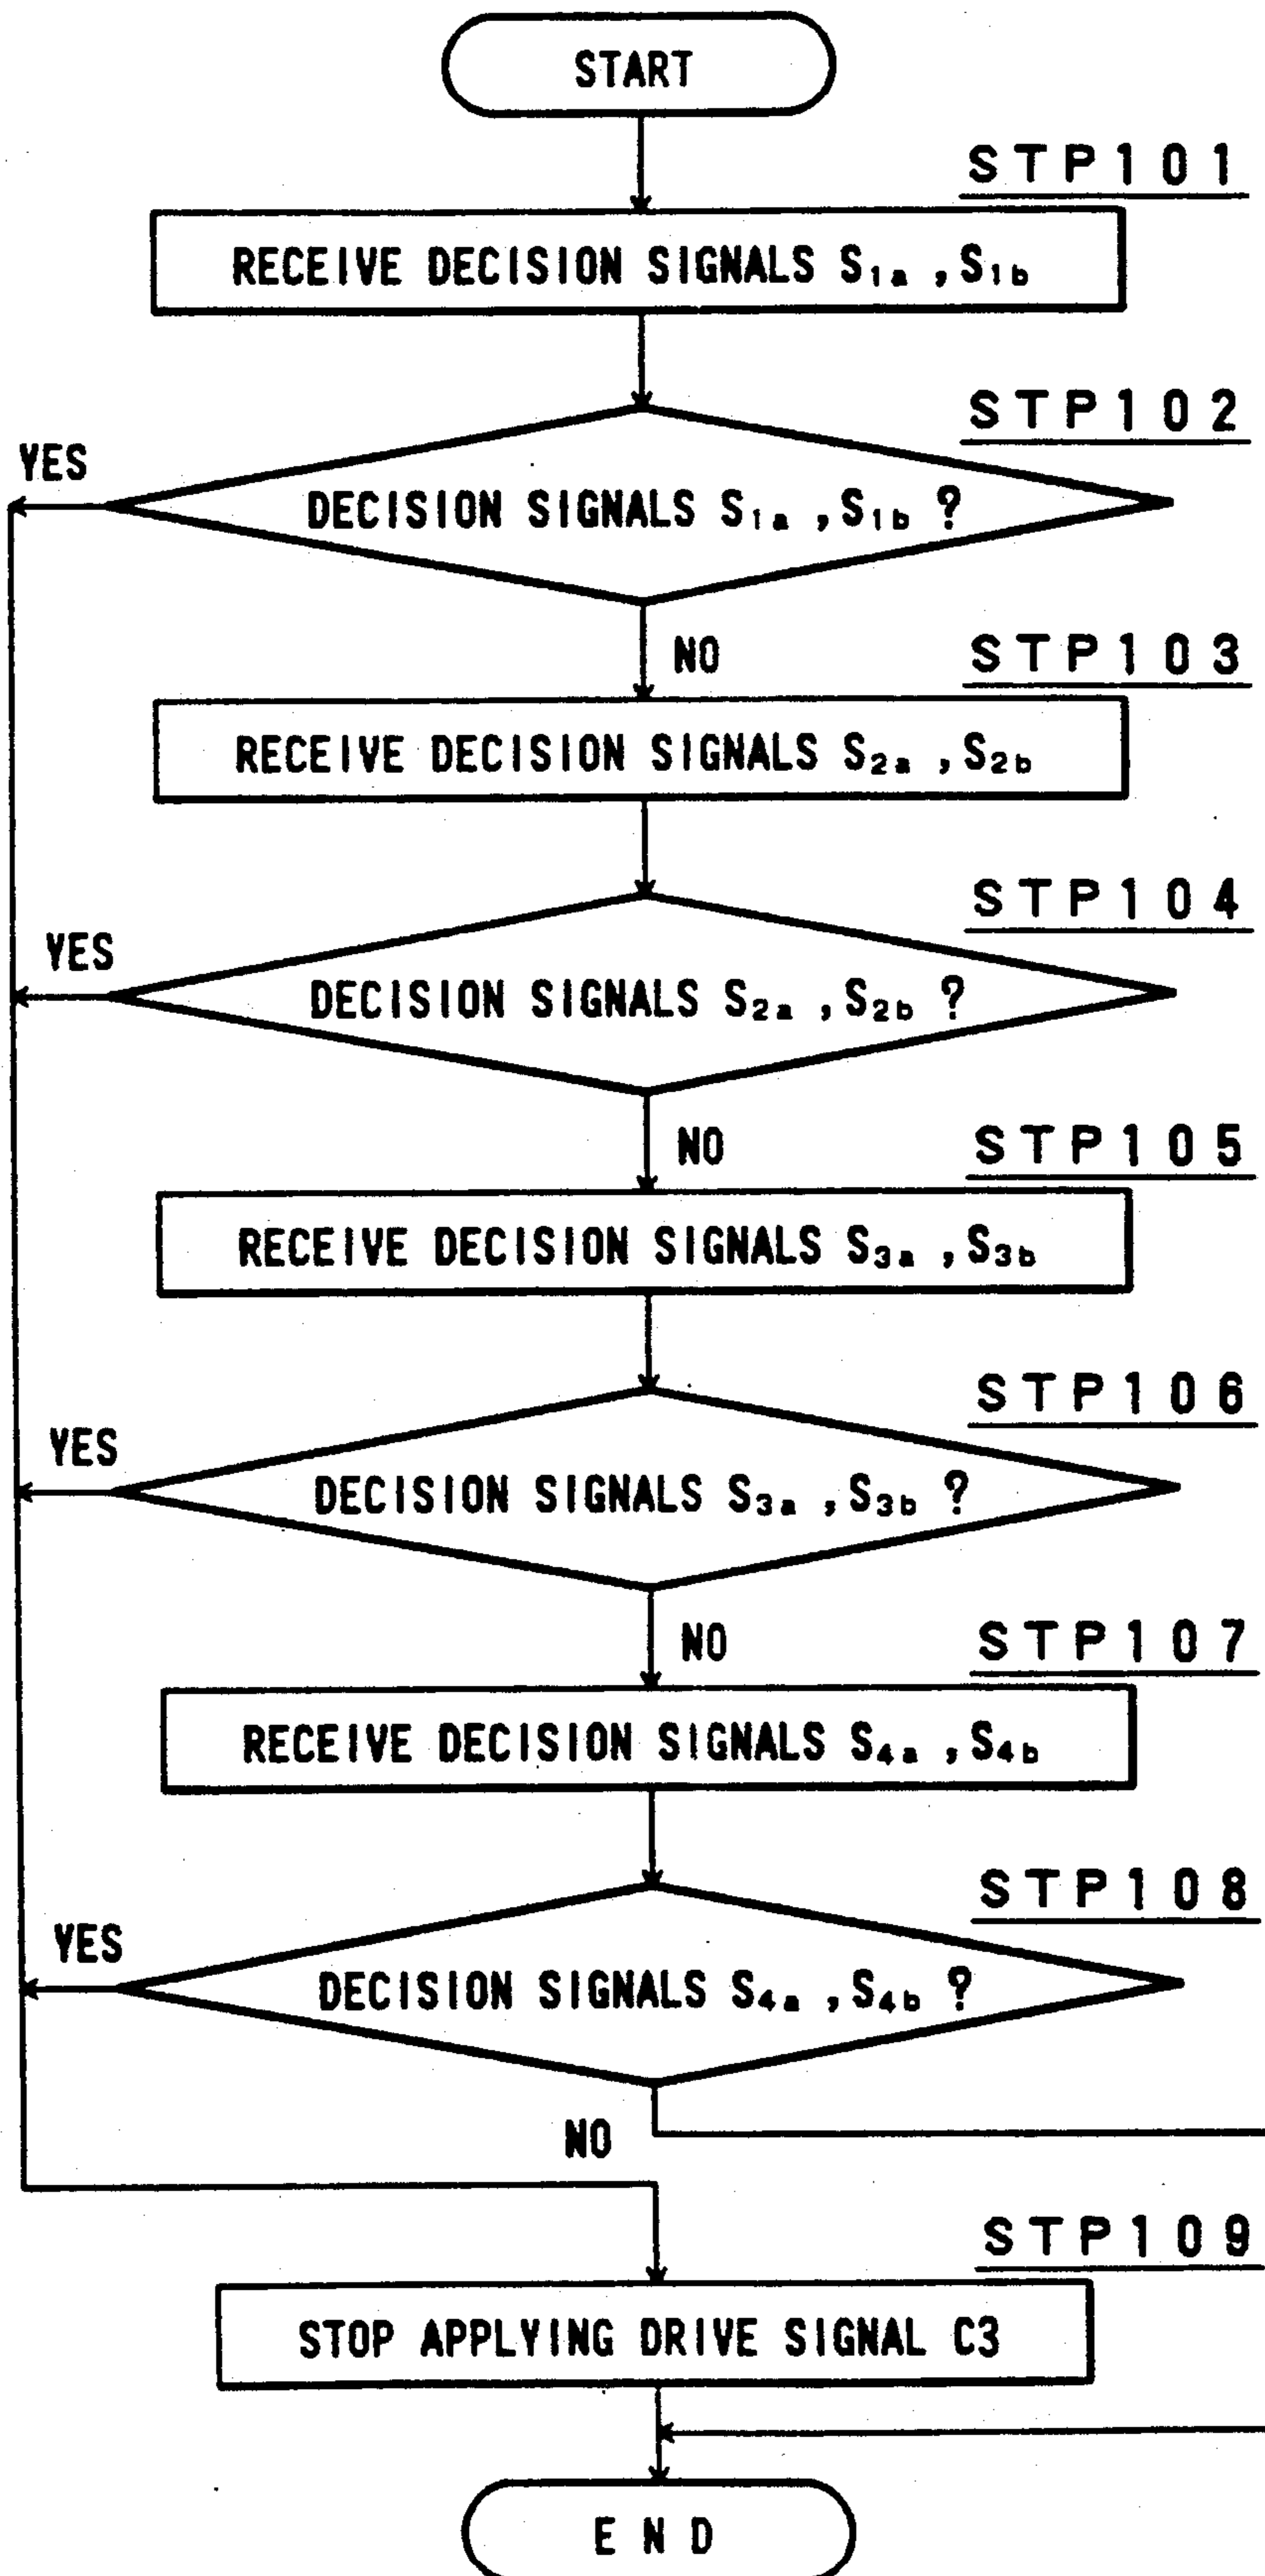 START
STP101
RECEIVE DECISION SIGNALS S₁ₐ , S₁b
STP102
YES
DECISION SIGNALS S₁ₐ , S₁b ?
NO
STP103
RECEIVE DECISION SIGNALS S₂ₐ , S₂b
STP104
YES
DECISION SIGNALS S₂ₐ , S₂b ?
NO
STP105
RECEIVE DECISION SIGNALS S₃ₐ , S₃b
STP106
YES
DECISION SIGNALS S₃ₐ , S₃b ?
NO
STP107
RECEIVE DECISION SIGNALS S₄ₐ , S₄b
STP108
YES
DECISION SIGNALS S₄ₐ , S₄b ?
NO
STP109
STOP APPLYING DRIVE SIGNAL C3
END